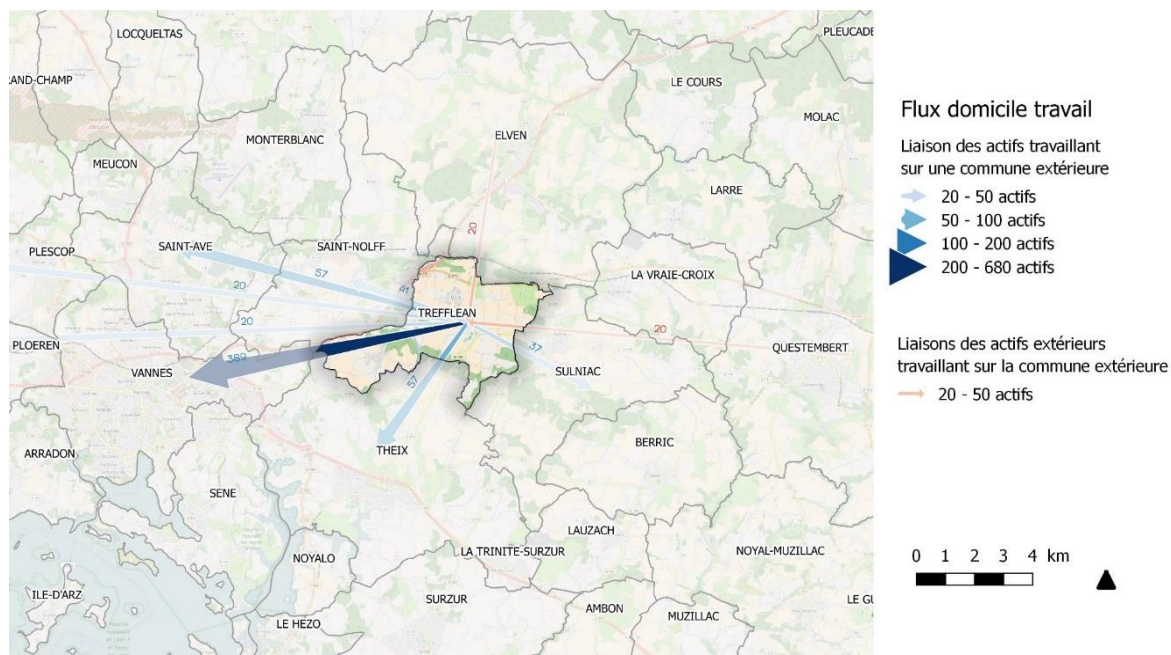 LOCQUELTAS
PLEUCADE
RAND-CHAMP
LE COURS
MOLAC
MONTERBLANC
ELVEN
MEUCON
LARRE
20
PLESCOP
SAINT-AVE
SAINT-NOLFF
LA VRAIE-CROIX
57
41
20
TREFFLEAN
20
20
PLOEREN
380
VANNES
37
QUESTEMBERT
57
SULNIAC
THEIX
BERRIC
ARRADON
SENE
LAUZACH
NOYALO
LA TRINITE-SURZUR
NOYAL-MUZILLAC
ILE-D'ARZ
SURZUR
AMBON
LE GU
LE HEZO
MUZILLAC
Flux domicile travail
Liaison des actifs travaillant
sur une commune extérieure
20 - 50 actifs
50 - 100 actifs
100 - 200 actifs
200 - 680 actifs
Liaisons des actifs extérieurs
travaillant sur la commune extérieure
20 - 50 actifs
0 1 2 3 4 km